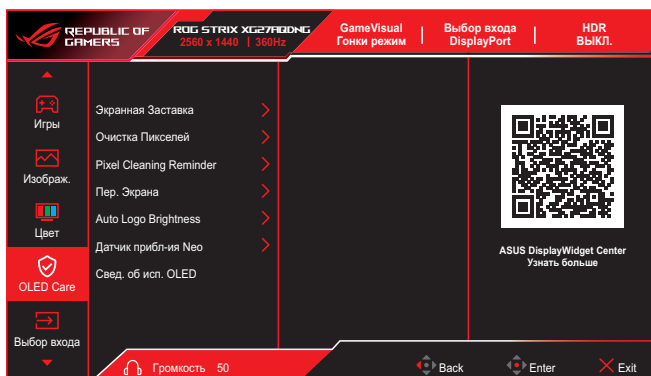 REPUBLIC OF
GAMERS
ROG STRIX XG27AQDNG
2560 x 1440 | 360Hz
GameVisual
Гонки режим
Выбор входа
DisplayPort
HDR
ВЫКЛ.
Игры
Изображ.
Цвет
OLED Care
Выбор входа
Экранная Заставка
Очистка Пикселей
Pixel Cleaning Reminder
Пер. Экрана
Auto Logo Brightness
Датчик прибл-ия Neo
Свед. об исп. OLED
ASUS DisplayWidget Center
Узнать больше
Громкость 50
Back
Enter
Exit